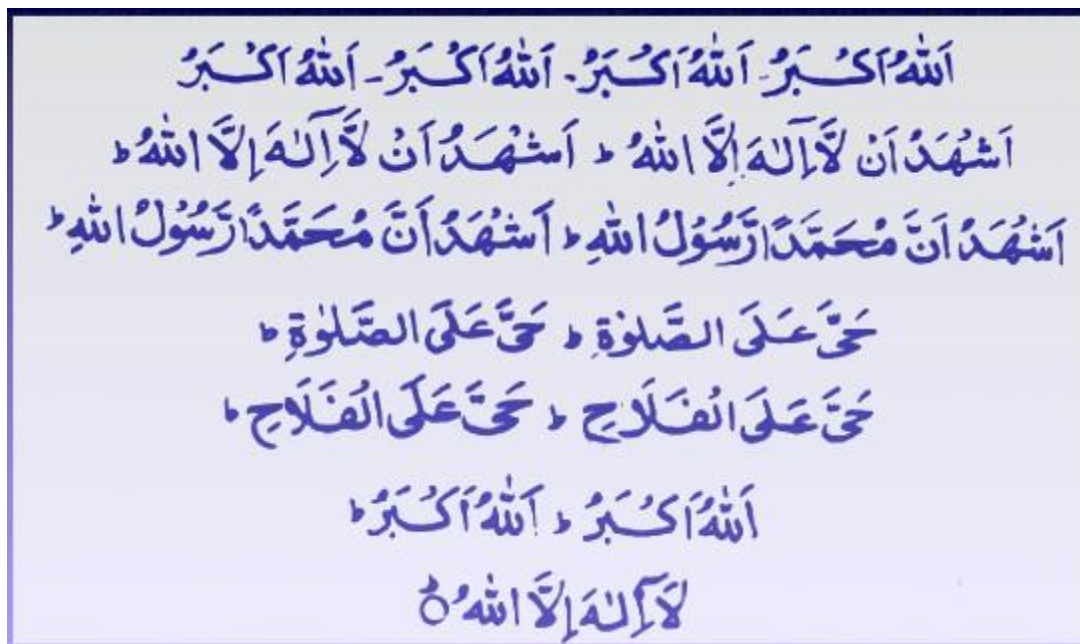 اَللّٰهُ اَكْبَرُ۔ اَللّٰهُ اَكْبَرُ۔ اَللّٰهُ اَكْبَرُ۔ اَللّٰهُ اَكْبَرُ
اَشْهَدُ اَنْ لَّآ اِلٰهَ اِلَّا اللّٰهُ ط اَشْهَدُ اَنْ لَّآ اِلٰهَ اِلَّا اللّٰهُ ط
اَشْهَدُ اَنَّ مُحَمَّدًا رَّسُوْلُ اللّٰهِ ط اَشْهَدُ اَنَّ مُحَمَّدًا رَّسُوْلُ اللّٰهِ ط
حَیَّ عَلَی الصَّلٰوةِ ط حَیَّ عَلَی الصَّلٰوةِ ط
حَیَّ عَلَی الْفَلَاحِ ط حَیَّ عَلَی الْفَلَاحِ ط
اَللّٰهُ اَكْبَرُ ط اَللّٰهُ اَكْبَرُ ط
لَآ اِلٰهَ اِلَّا اللّٰهُ ؕ○